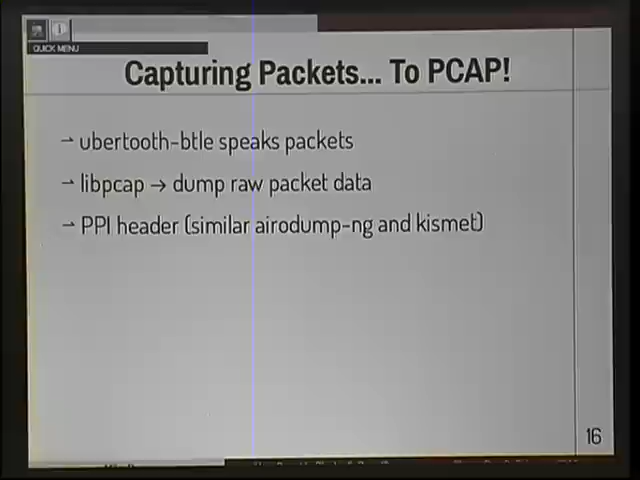 QUICK MENU
Capturing Packets... To PCAP!
→ ubertooth-btle speaks packets
→ libpcap → dump raw packet data
→ PPI header (similar airodump-ng and kismet)
16